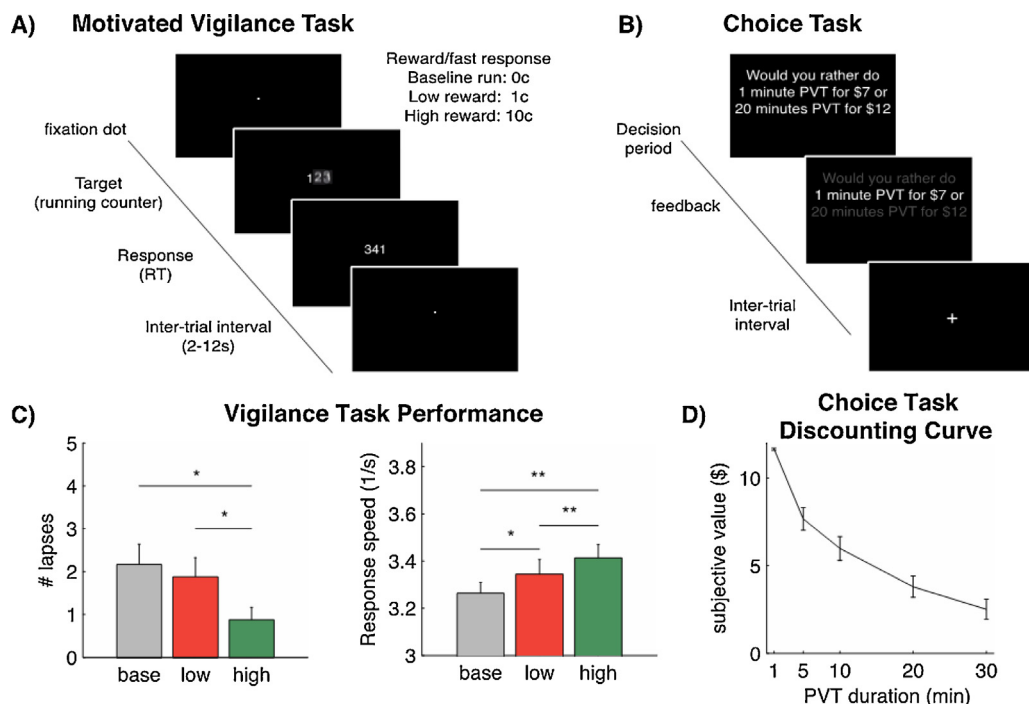 A) Motivated Vigilance Task
Reward/fast response
Baseline run: 0c
Low reward: 1c
High reward: 10c
fixation dot
Target
(running counter)
123
Response
(RT)
341
Inter-trial interval
(2-12s)
B) Choice Task
Would you rather do
1 minute PVT for $7 or
20 minutes PVT for $12
Decision
period
feedback
Would you rather do
1 minute PVT for $7 or
20 minutes PVT for $12
Inter-trial
interval
C) Vigilance Task Performance
# lapses
5
4
3
2
1
0
base low high
* 
*
Response speed (1/s)
3.8
3.6
3.4
3.2
3
base low high
**
**
*
D) Choice Task
Discounting Curve
subjective value ($)
10
5
0
1 5 10 20 30
PVT duration (min)